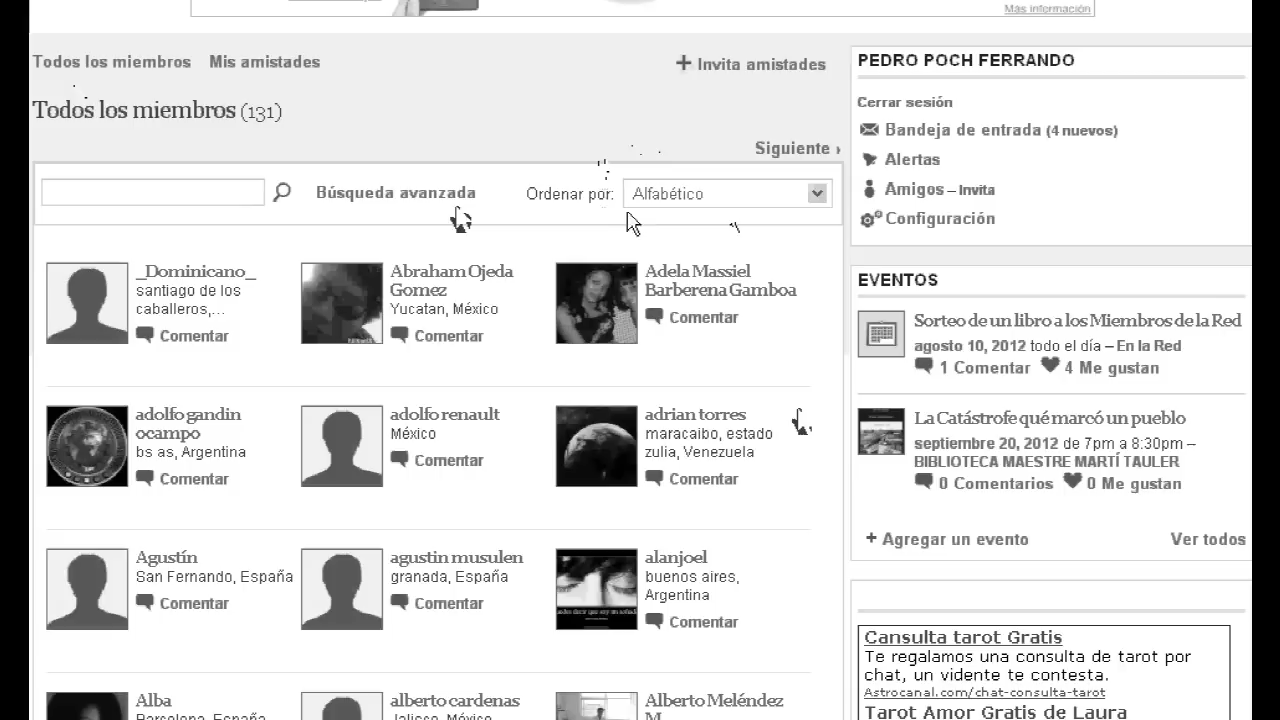 Más información
Todos los miembros
Mis amistades
+ Invita amistades
Todos los miembros (131)
Siguiente ›
Búsqueda avanzada
Ordenar por: Alfabético
_Dominicano_
santiago de los
caballeros,...
Comentar
Abraham Ojeda
Gomez
Yucatan, México
Comentar
Adela Massiel
Barberena Gamboa
Comentar
adolfo gandin
ocampo
bs as, Argentina
Comentar
adolfo renault
México
Comentar
adrian torres
maracaibo, estado
zulia, Venezuela
Comentar
Agustín
San Fernando, España
Comentar
agustin musulen
granada, España
Comentar
alanjoel
buenos aires,
Argentina
Comentar
Alba
Barcelona, España
alberto cardenas
Jalisco, México
Alberto Meléndez
M
PEDRO POCH FERRANDO
Cerrar sesión
Bandeja de entrada (4 nuevos)
Alertas
Amigos – Invita
Configuración
EVENTOS
Sorteo de un libro a los Miembros de la Red
agosto 10, 2012 todo el día – En la Red
1 Comentar 4 Me gustan
La Catástrofe qué marcó un pueblo
septiembre 20, 2012 de 7pm a 8:30pm –
BIBLIOTECA MAESTRE MARTÍ TAULER
0 Comentarios 0 Me gustan
+ Agregar un evento
Ver todos
Cansulta tarot Gratis
Te regalamos una consulta de tarot por
chat, un vidente te contesta.
Astrocanal.com/chat-consulta-tarot
Tarot Amor Gratis de Laura